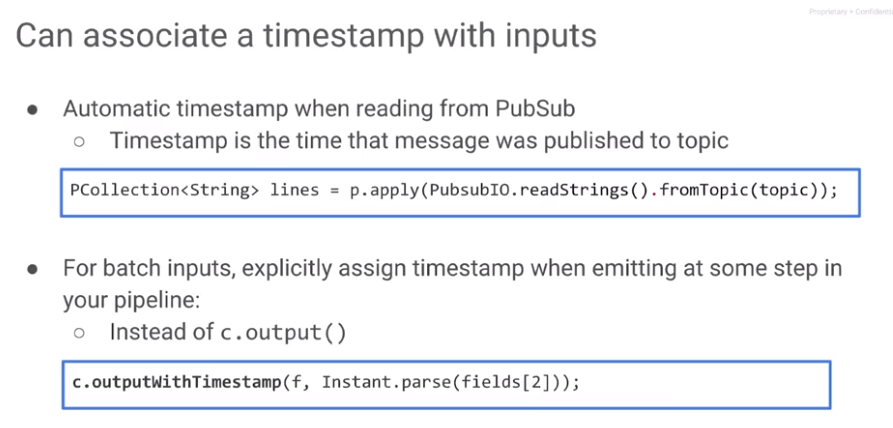 Proprietary + Confidential
Can associate a timestamp with inputs
● Automatic timestamp when reading from PubSub
○ Timestamp is the time that message was published to topic
PCollection<String> lines = p.apply(PubsubIO.readStrings().fromTopic(topic));
● For batch inputs, explicitly assign timestamp when emitting at some step in
your pipeline:
○ Instead of c.output()
c.outputWithTimestamp(f, Instant.parse(fields[2]));